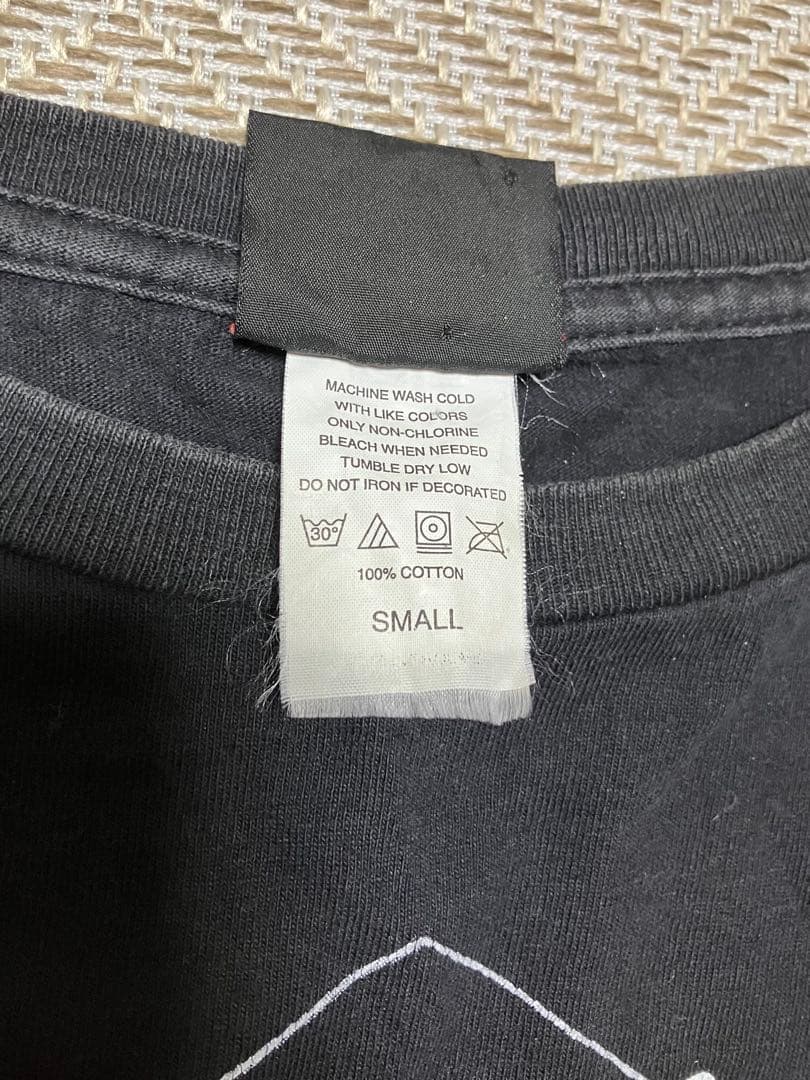 MACHINE WASH COLD
WITH LIKE COLORS
ONLY NON-CHLORINE
BLEACH WHEN NEEDED
TUMBLE DRY LOW
DO NOT IRON IF DECORATED
30°
100% COTTON
SMALL